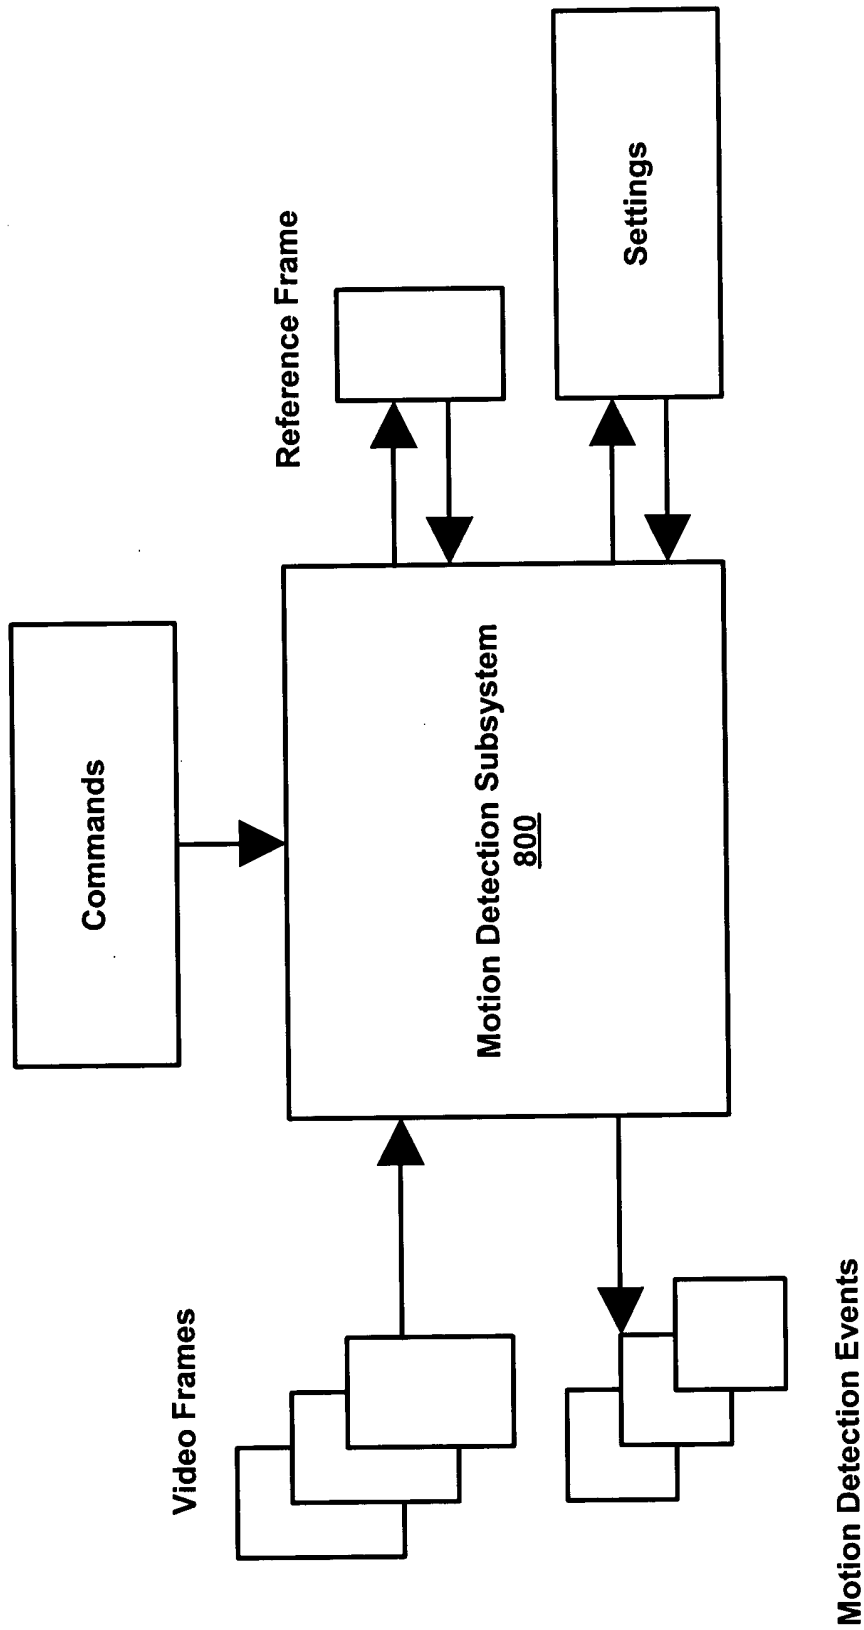 Commands
Video Frames
Reference Frame
Motion Detection Subsystem
800
Settings
Motion Detection Events